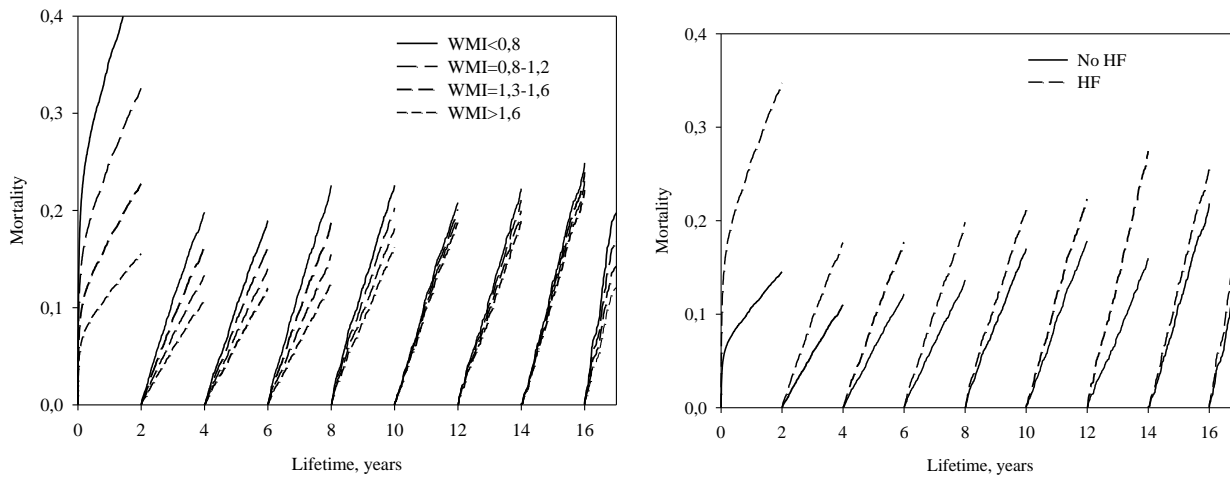 0,4
0,3
0,2
0,1
0,0
Mortality
WMI<0,8
WMI=0,8-1,2
WMI=1,3-1,6
WMI>1,6
0 2 4 6 8 10 12 14 16
Lifetime, years
0,4
0,3
0,2
0,1
0,0
Mortality
No HF
HF
0 2 4 6 8 10 12 14 16
Lifetime, years